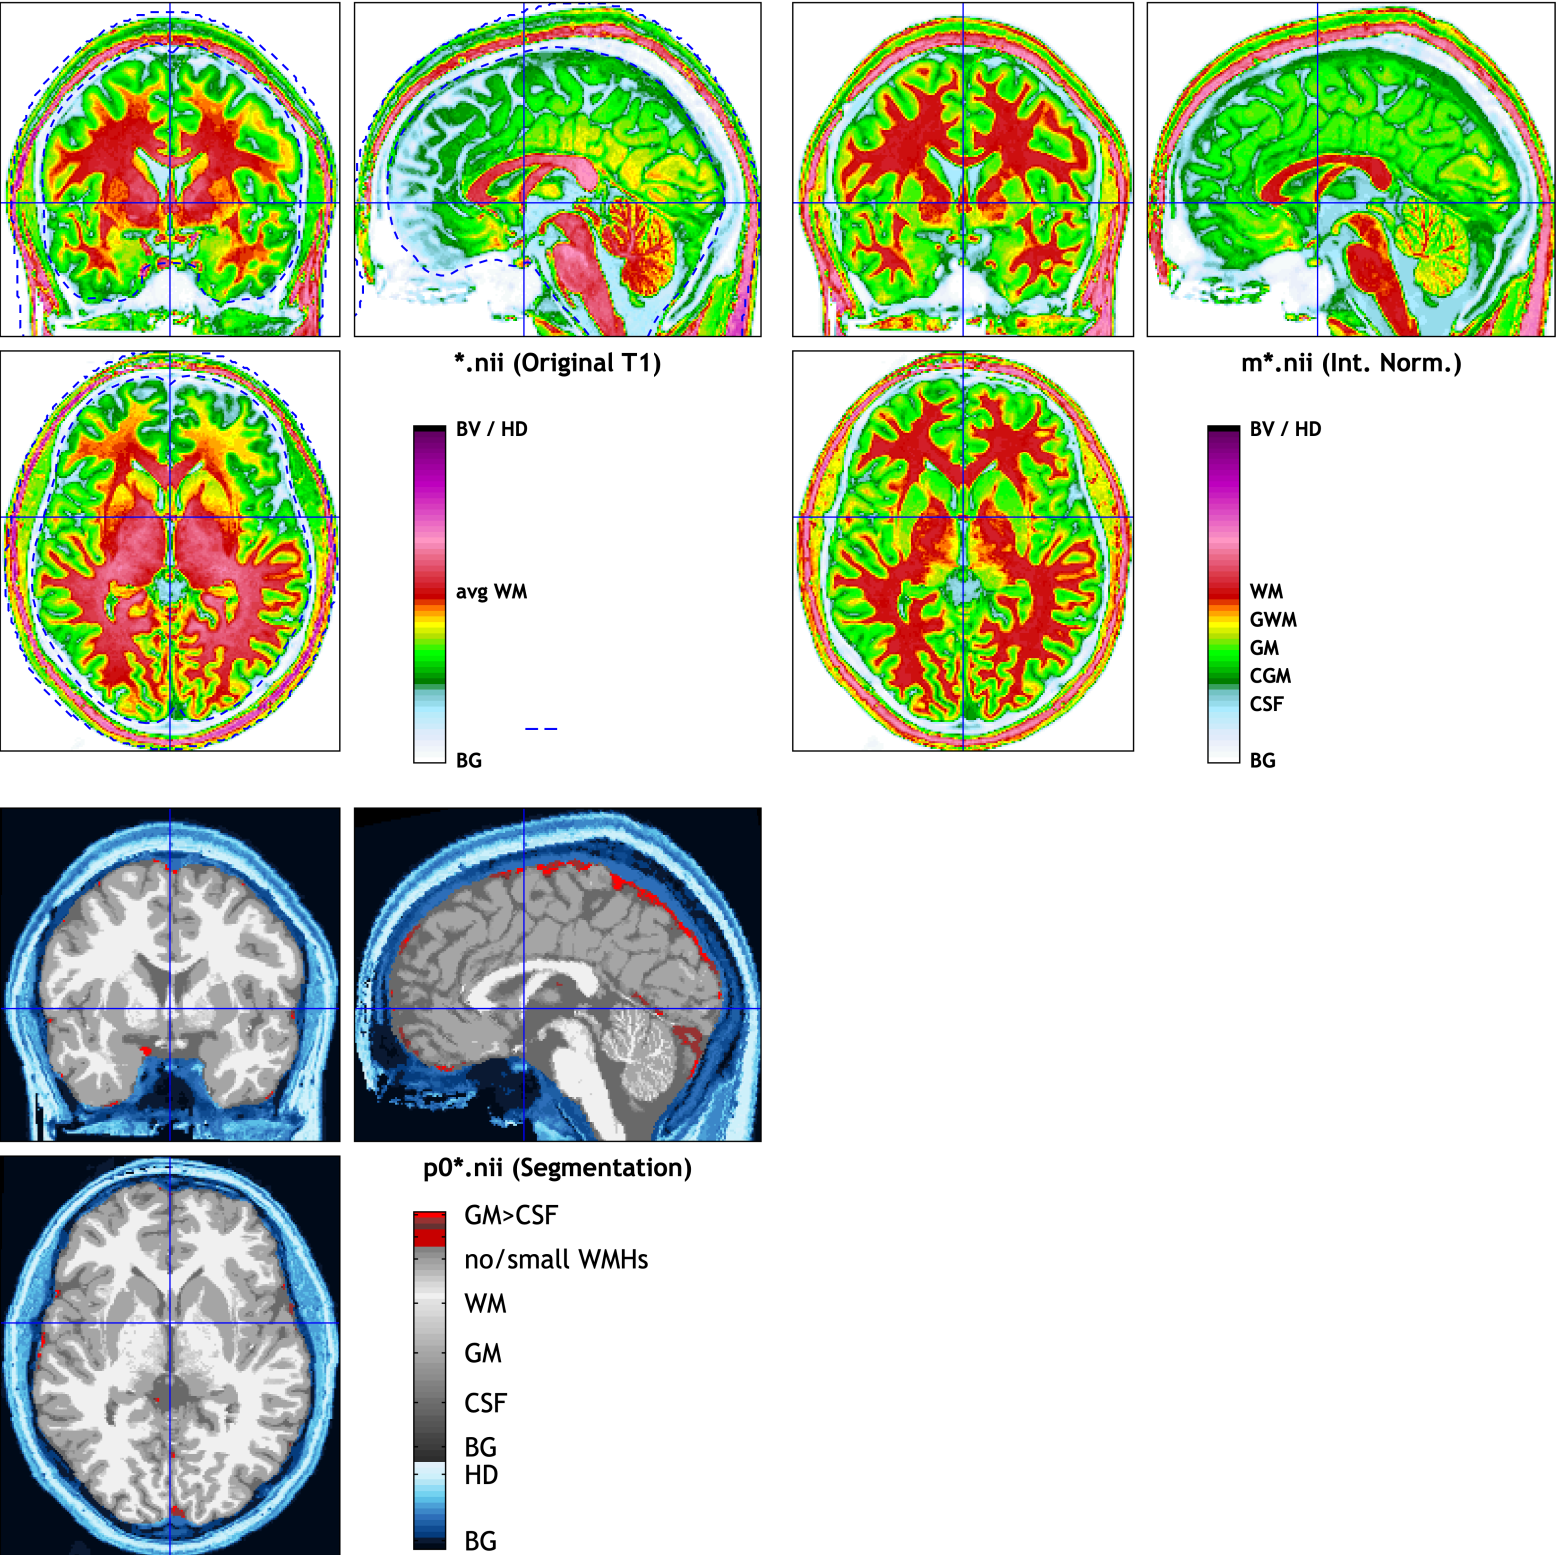 *.nii (Original T1)
BV / HD
avg WM
BG
m*.nii (Int. Norm.)
BV / HD
WM
GWM
GM
CGM
CSF
BG
p0*.nii (Segmentation)
GM>CSF
no/small WMHs
WM
GM
CSF
BG
HD
BG